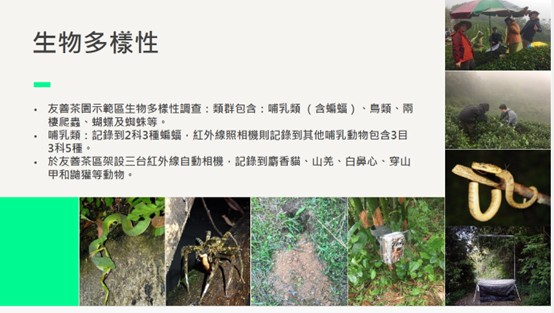 生物多樣性
• 友善茶園示範區生物多樣性調查：類群包含：哺乳類（含蝙蝠）、鳥類、兩
棲爬蟲、蝴蝶及蜘蛛等。
• 哺乳類：記錄到2科3種蝙蝠，紅外線照相機則記錄到其他哺乳動物包含3目
3科5種。
• 於友善茶區架設三台紅外線自動相機，記錄到麝香貓、山羌、白鼻心、穿山
甲和鼬獾等動物。